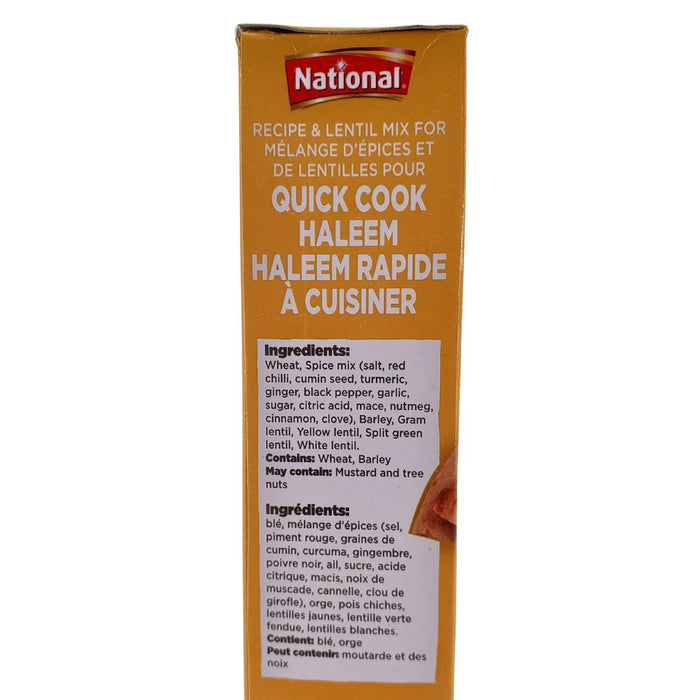 National
RECIPE & LENTIL MIX FOR
MÉLANGE D'ÉPICES ET
DE LENTILLES POUR
QUICK COOK
HALEEM
HALEEM RAPIDE
À CUISINER
Ingredients:
Wheat, Spice mix (salt, red
chilli, cumin seed, turmeric,
ginger, black pepper, garlic,
sugar, citric acid, mace, nutmeg,
cinnamon, clove), Barley, Gram
lentil, Yellow lentil, Split green
lentil, White lentil.
Contains: Wheat, Barley
May contain: Mustard and tree
nuts
Ingrédients:
blé, mélange d'épices (sel,
piment rouge, graines de
cumin, curcuma, gingembre,
poivre noir, ail, sucre, acide
citrique, macis, noix de
muscade, cannelle, clou de
girofle), orge, pois chiches,
lentilles jaunes, lentille verte
fendue, lentilles blanches.
Contient: blé, orge
Peut contenir: moutarde et des
noix